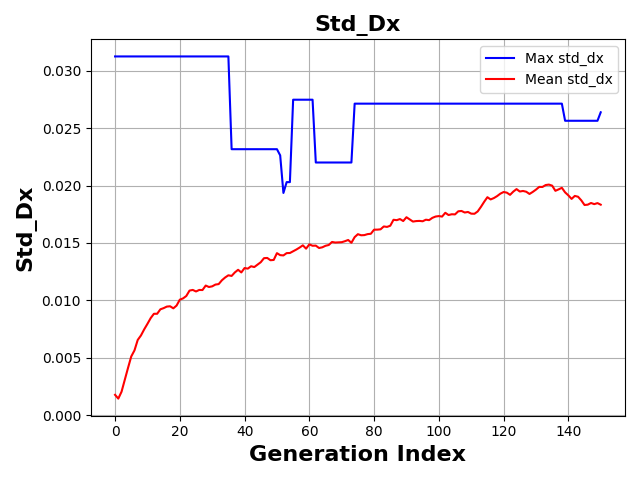 Std_Dx
Max std_dx
Mean std_dx
0.030
0.025
0.020
0.015
0.010
0.005
0.000
Std_Dx
0 20 40 60 80 100 120 140
Generation Index